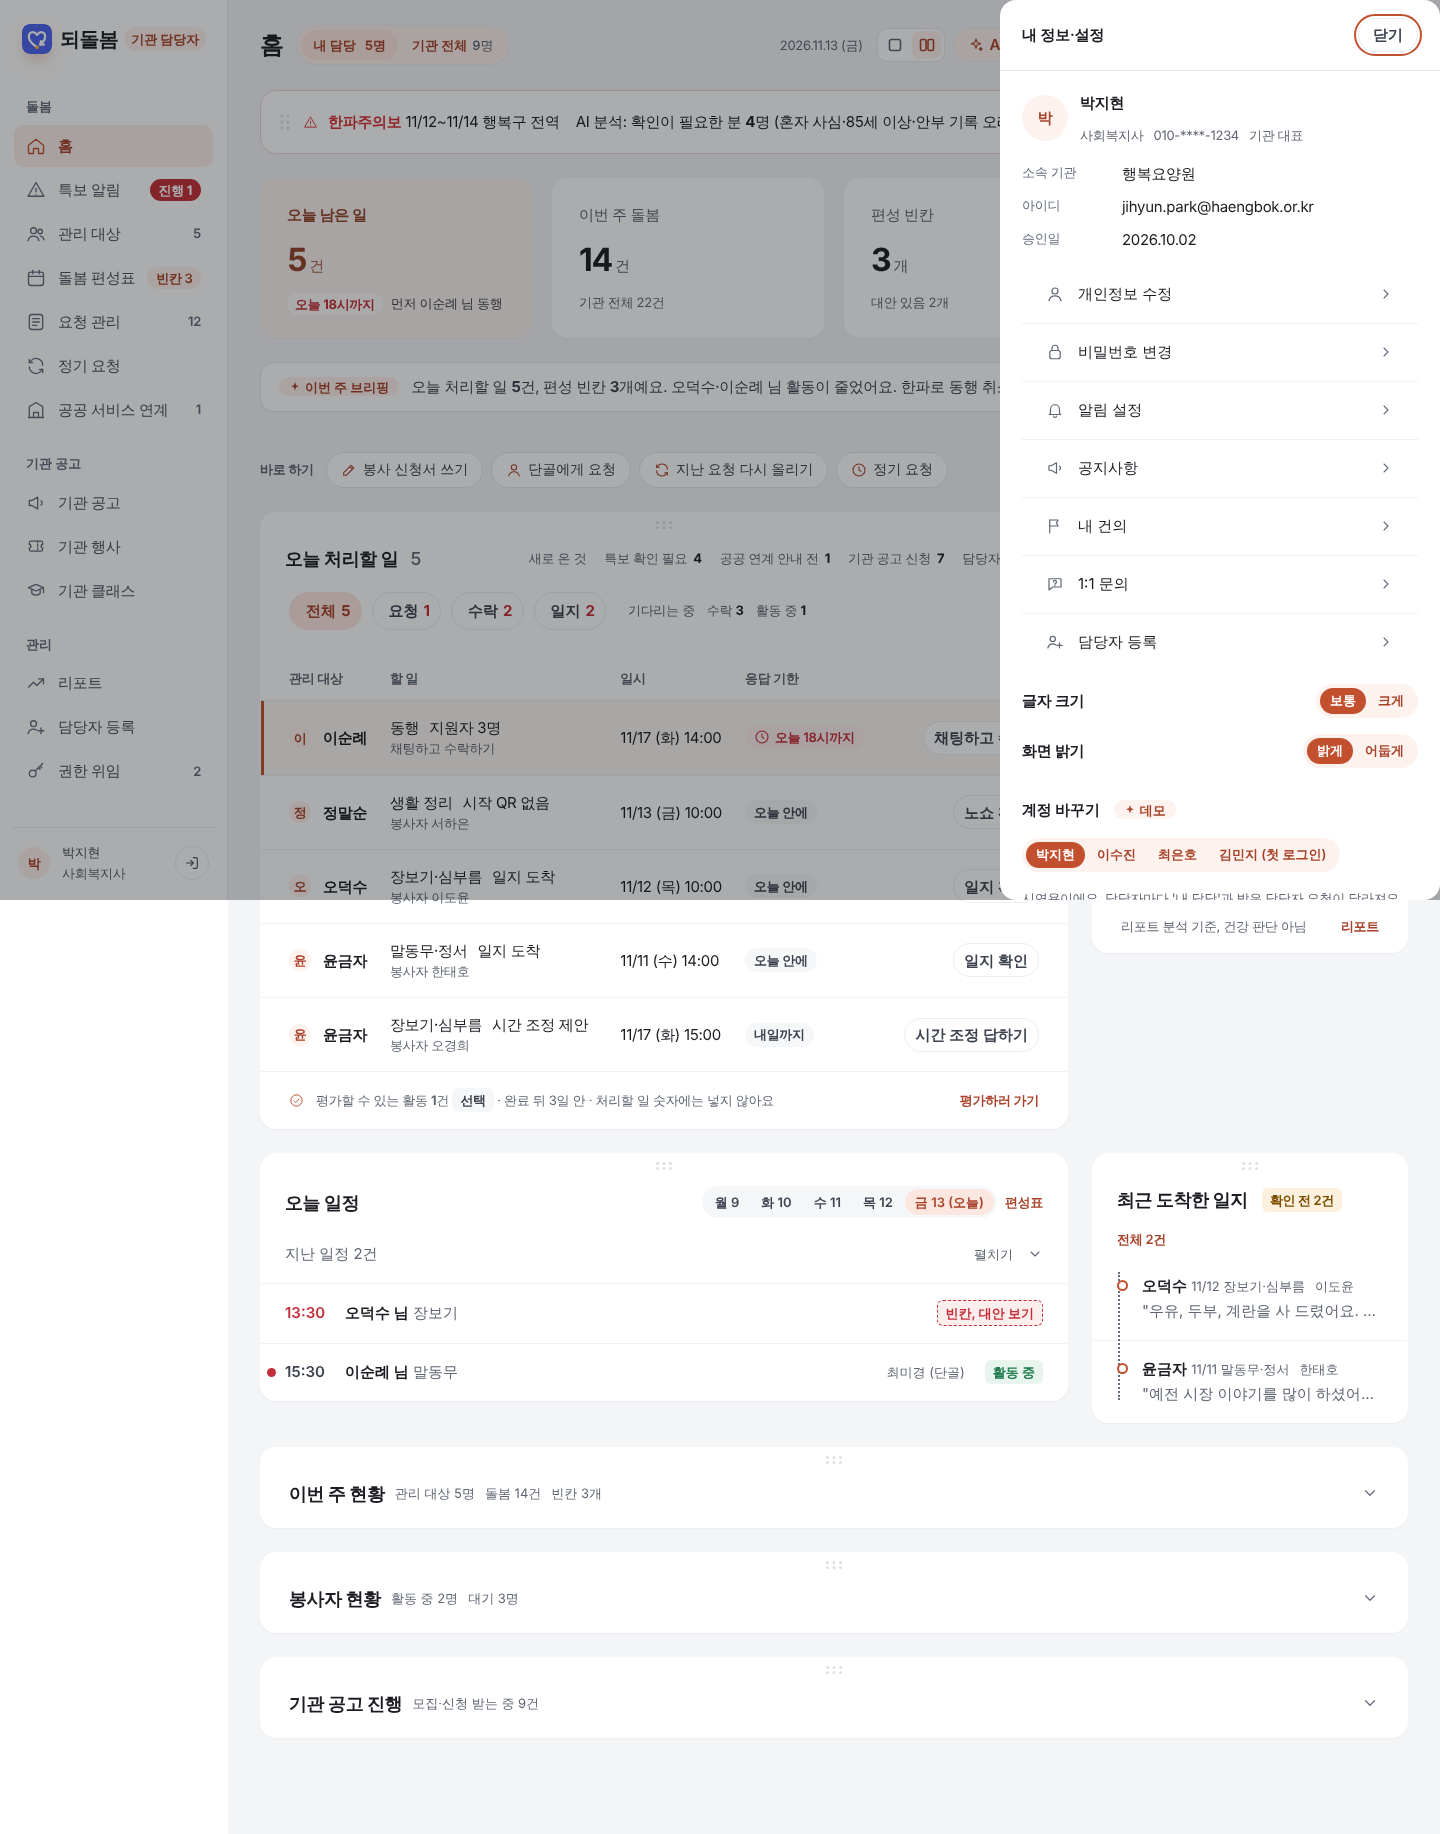 되돌봄 기관 담당자
돌봄
홈
특보 알림 진행 1
관리 대상 5
돌봄 편성표 빈칸 3
요청 관리 12
정기 요청
공공 서비스 연계 1
기관 공고
기관 공고
기관 행사
기관 클래스
관리
리포트
담당자 등록
권한 위임 2
박 박지현
사회복지사
홈 내 담당 5명 기관 전체 9명
2026.11.13 (금)
한파주의보 11/12~11/14 행복구 전역 AI 분석: 확인이 필요한 분 4명 (혼자 사심·85세 이상·안부 기록
오늘 남은 일
5건
오늘 18시까지 먼저 이순례 님 동행
이번 주 돌봄
14건
기관 전체 22건
편성 빈칸
3개
대안 있음 2개
이번 주 브리핑 오늘 처리할 일 5건, 편성 빈칸 3개예요. 오덕수·이순례 님 활동이 줄었어요. 한파로 동행
바로 하기 봉사 신청서 쓰기 단골에게 요청 지난 요청 다시 올리기 정기 요청
오늘 처리할 일 5 새로 온 것 특보 확인 필요 4 공공 연계 안내 전 1 기관 공고 신청 7 담당자
전체 5 요청 1 수락 2 일지 2 기다리는 중 수락 3 활동 중 1
관리 대상 할 일 일시 응답 기한
이 이순례 동행 지원자 3명 11/17 (화) 14:00 오늘 18시까지 채팅하고
채팅하고 수락하기
정 정말순 생활 정리 시작 QR 없음 11/13 (금) 10:00 오늘 안에 노쇼
봉사자 서하은
오 오덕수 장보기·심부름 일지 도착 11/12 (목) 10:00 오늘 안에 일지
봉사자 이도윤
윤 윤금자 말동무·정서 일지 도착 11/11 (수) 14:00 오늘 안에 일지 확인
봉사자 한태호
윤 윤금자 장보기·심부름 시간 조정 제안 11/17 (화) 15:00 내일까지 시간 조정 답하기
봉사자 오경희
평가할 수 있는 활동 1건 선택 · 완료 뒤 3일 안 · 처리할 일 숫자에는 넣지 않아요 평가하러 가기
리포트 분석 기준, 건강 판단 아님 리포트
오늘 일정 월 9 화 10 수 11 목 12 금 13 (오늘) 편성표
지난 일정 2건 펼치기
13:30 오덕수 님 장보기 빈칸, 대안 보기
15:30 이순례 님 말동무 최미경 (단골) 활동 중
최근 도착한 일지 확인 전 2건
전체 2건
오덕수 11/12 장보기·심부름 이도윤
"우유, 두부, 계란을 사 드렸어요. ...
윤금자 11/11 말동무·정서 한태호
"예전 시장 이야기를 많이 하셨어...
이번 주 현황 관리 대상 5명 돌봄 14건 빈칸 3개
봉사자 현황 활동 중 2명 대기 3명
기관 공고 진행 모집·신청 받는 중 9건
내 정보·설정 닫기
박 박지현
사회복지사 010-****-1234 기관 대표
소속 기관 행복요양원
아이디 jihyun.park@haengbok.or.kr
승인일 2026.10.02
개인정보 수정
비밀번호 변경
알림 설정
공지사항
내 건의
1:1 문의
담당자 등록
글자 크기 보통 크게
화면 밝기 밝게 어둡게
계정 바꾸기 데모
박지현 이수진 최은호 김민지 (첫 로그인)